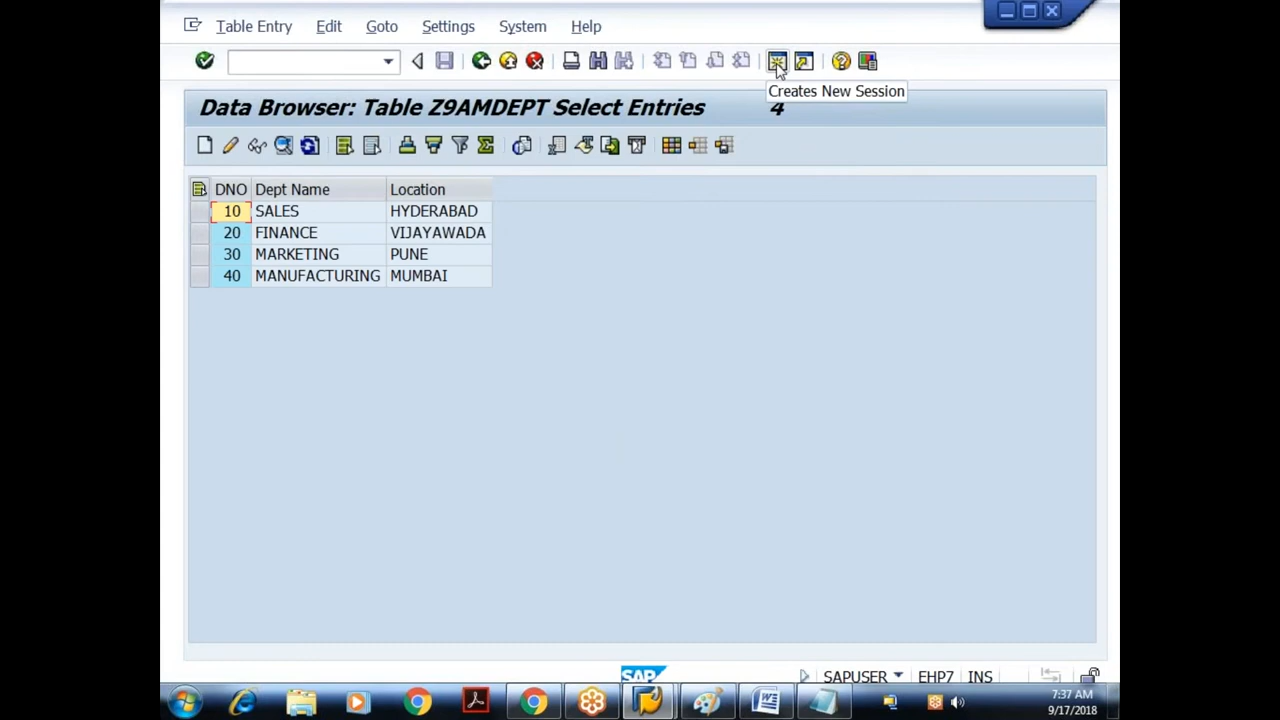 Table Entry Edit Goto Settings System Help
Creates New Session
Data Browser: Table Z9AMDEPT Select Entries 4
DNO Dept Name Location
10 SALES HYDERABAD
20 FINANCE VIJAYAWADA
30 MARKETING PUNE
40 MANUFACTURING MUMBAI
SAP SAPUSER EHP7 INS
7:37 AM
9/17/2018